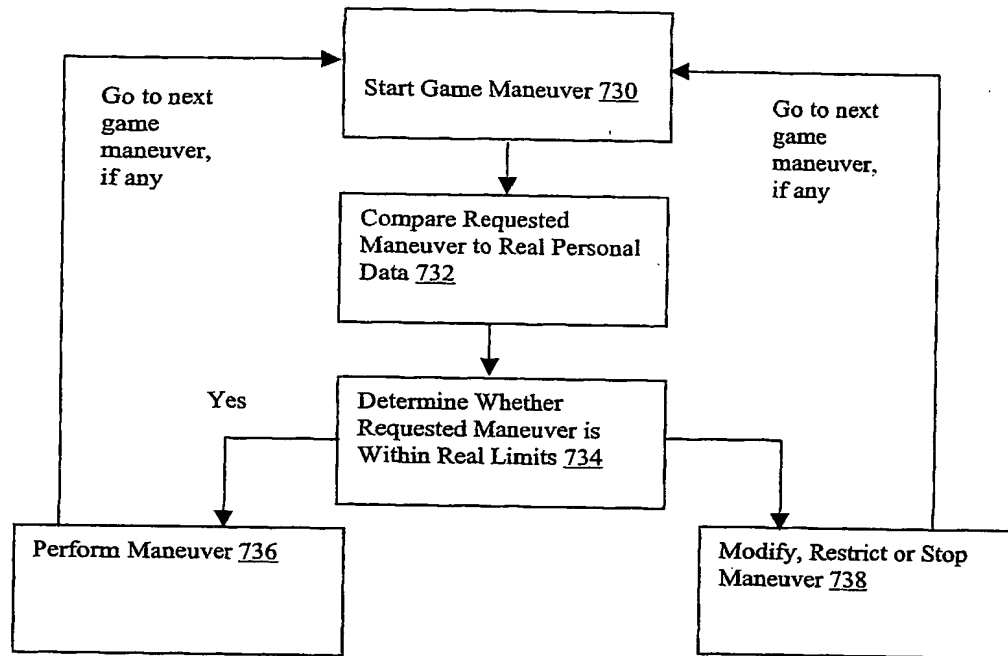 Start Game Maneuver 730
Go to next
game
maneuver,
if any
Go to next
game
maneuver,
if any
Compare Requested
Maneuver to Real Personal
Data 732
Yes
Determine Whether
Requested Maneuver is
Within Real Limits 734
Perform Maneuver 736
Modify, Restrict or Stop
Maneuver 738